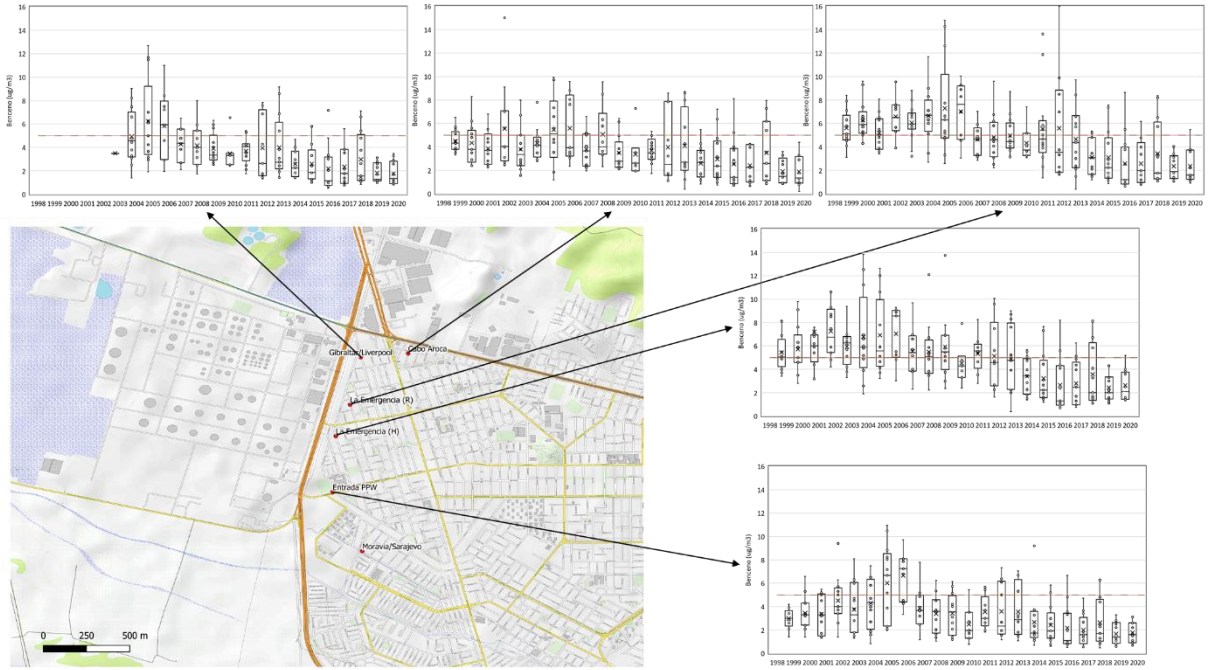 16
14
12
10
8
6
4
2
0
Benceno (ug/m3)
1998 1999 2000 2001 2002 2003 2004 2005 2006 2007 2008 2009 2010 2011 2012 2013 2014 2015 2016 2017 2018 2019 2020
16
14
12
10
8
6
4
2
0
Benceno (ug/m3)
1998 1999 2000 2001 2002 2003 2004 2005 2006 2007 2008 2009 2010 2011 2012 2013 2014 2015 2016 2017 2018 2019 2020
16
14
12
10
8
6
4
2
0
Benceno (ug/m3)
1998 1999 2000 2001 2002 2003 2004 2005 2006 2007 2008 2009 2010 2011 2012 2013 2014 2015 2016 2017 2018 2019 2020
Gibraltar/Liverpool
Cabo Aroca
La Emergencia (R)
La Emergencia (H)
Entrada PPW
Moravia/Sarajevo
0 250 500 m
16
14
12
10
8
6
4
2
0
Benceno (ug/m3)
1998 1999 2000 2001 2002 2003 2004 2005 2006 2007 2008 2009 2010 2011 2012 2013 2014 2015 2016 2017 2018 2019 2020
16
14
12
10
8
6
4
2
0
Benceno (ug/m3)
1998 1999 2000 2001 2002 2003 2004 2005 2006 2007 2008 2009 2010 2011 2012 2013 2014 2015 2016 2017 2018 2019 2020